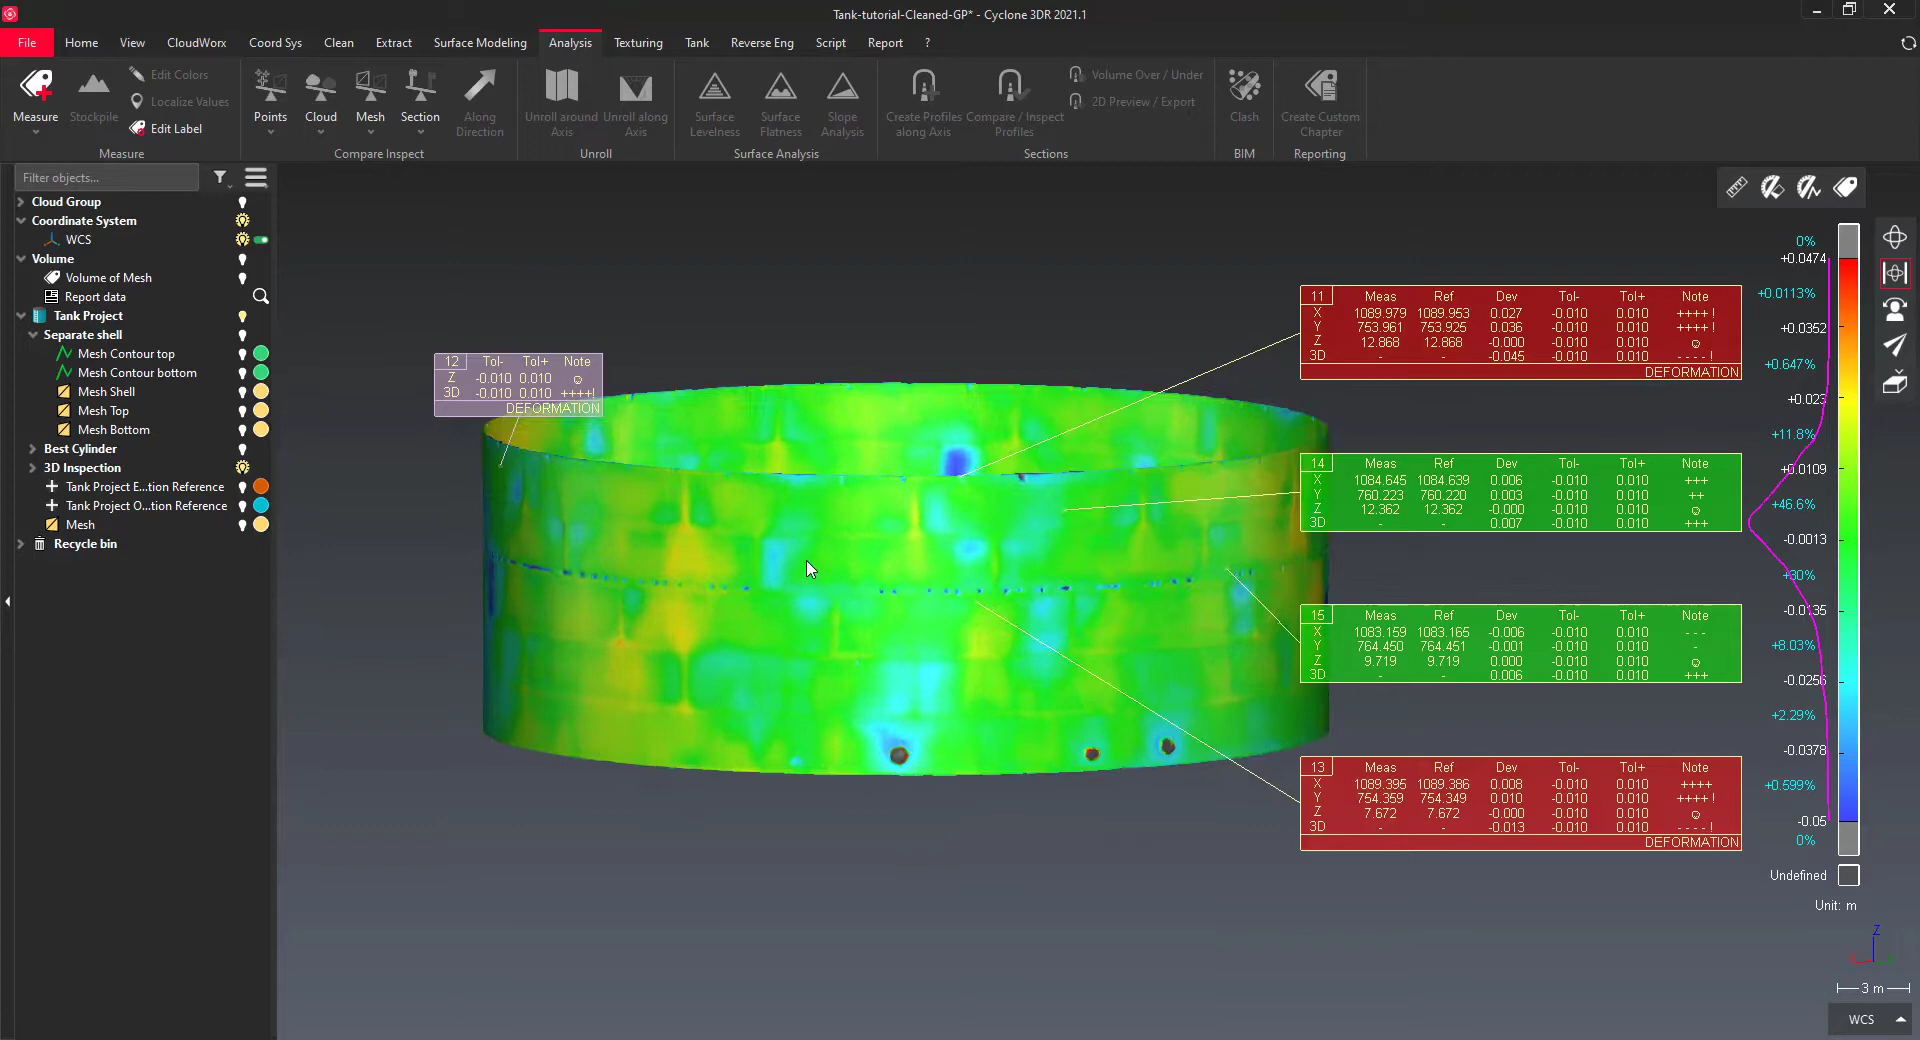 Tank-tutorial-Cleaned-GP* - Cyclone 3DR 2021.1
File Home View CloudWorx Coord Sys Clean Extract Surface Modeling Analysis Texturing Tank Reverse Eng Script Report ?
Measure
Stockpile
Edit Colors
Localize Values
Edit Label
Measure
Points
Cloud
Mesh
Section
Along
Direction
Compare Inspect
Unroll around
Axis
Unroll along
Axis
Unroll
Surface
Levelness
Surface
Flatness
Slope
Analysis
Surface Analysis
Create Profiles
along Axis
Compare / Inspect
Profiles
Volume Over / Under
2D Preview / Export
Sections
Clash
BIM
Create Custom
Chapter
Reporting
Filter objects...
Cloud Group
Coordinate System
WCS
Volume
Volume of Mesh
Report data
Tank Project
Separate shell
Mesh Contour top
Mesh Contour bottom
Mesh Shell
Mesh Top
Mesh Bottom
Best Cylinder
3D Inspection
Tank Project E...tion Reference
Tank Project O...tion Reference
Mesh
Recycle bin
12 Tol- Tol+ Note
Z -0.010 0.010
3D -0.010 0.010 ++++!
DEFORMATION
11 Meas Ref Dev Tol- Tol+ Note
X 1089.979 1089.953 0.027 -0.010 0.010 ++++ !
Y 753.961 753.925 0.036 -0.010 0.010 ++++ !
Z 12.868 12.868 -0.000 -0.010 0.010
3D - - -0.045 -0.010 0.010 - - - - !
DEFORMATION
14 Meas Ref Dev Tol- Tol+ Note
X 1084.645 1084.639 0.006 -0.010 0.010 +++
Y 760.223 760.220 0.003 -0.010 0.010 ++
Z 12.362 12.362 -0.000 -0.010 0.010
3D - - 0.007 -0.010 0.010 +++
15 Meas Ref Dev Tol- Tol+ Note
X 1083.159 1083.165 -0.006 -0.010 0.010 - - -
Y 764.450 764.451 -0.001 -0.010 0.010 -
Z 9.719 9.719 0.000 -0.010 0.010
3D - - 0.006 -0.010 0.010 +++
13 Meas Ref Dev Tol- Tol+ Note
X 1089.395 1089.386 0.008 -0.010 0.010 ++++
Y 754.359 754.349 0.010 -0.010 0.010 ++++ !
Z 7.672 7.672 -0.000 -0.010 0.010
3D - - -0.013 -0.010 0.010 - - - - !
DEFORMATION
0%
+0.0474
+0.0113%
+0.0352
+0.647%
+0.023
+11.8%
+0.0109
+46.6%
-0.0013
+30%
-0.0135
+8.03%
-0.0256
+2.29%
-0.0378
+0.599%
-0.05
0%
Undefined
Unit: m
Z
3 m
WCS